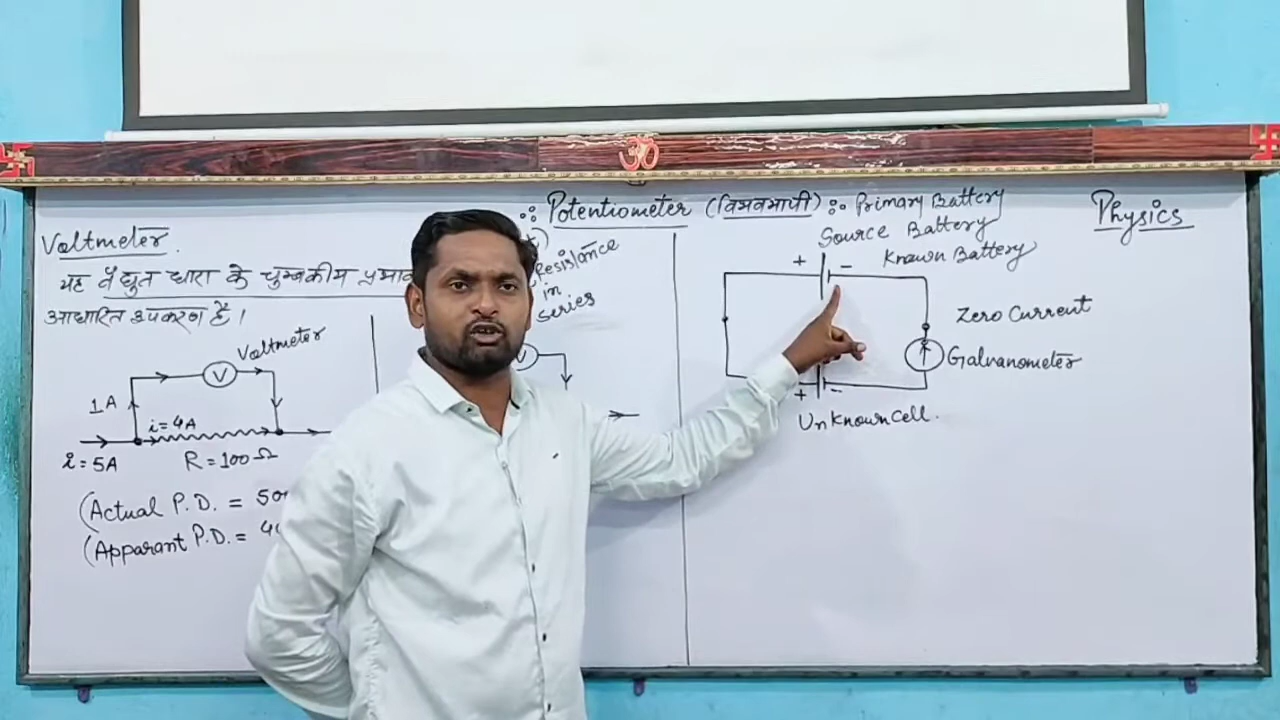 ∴ Potentiometer (विभवमापी) ∴ Primary Battery
Physics
Voltmeter.
यह वैद्युत धारा के चुम्बकीय प्रभाव
आधारित उपकरण है।
Voltmeter
V
1A
i=4A
i=5A
R=100Ω
(Actual P.D. = 50
(Apparant P.D. = 4
Resistance
in
series
Source Battery
Known Battery
+ -
Zero Current
Galvanometer
+ -
Unknown Cell.